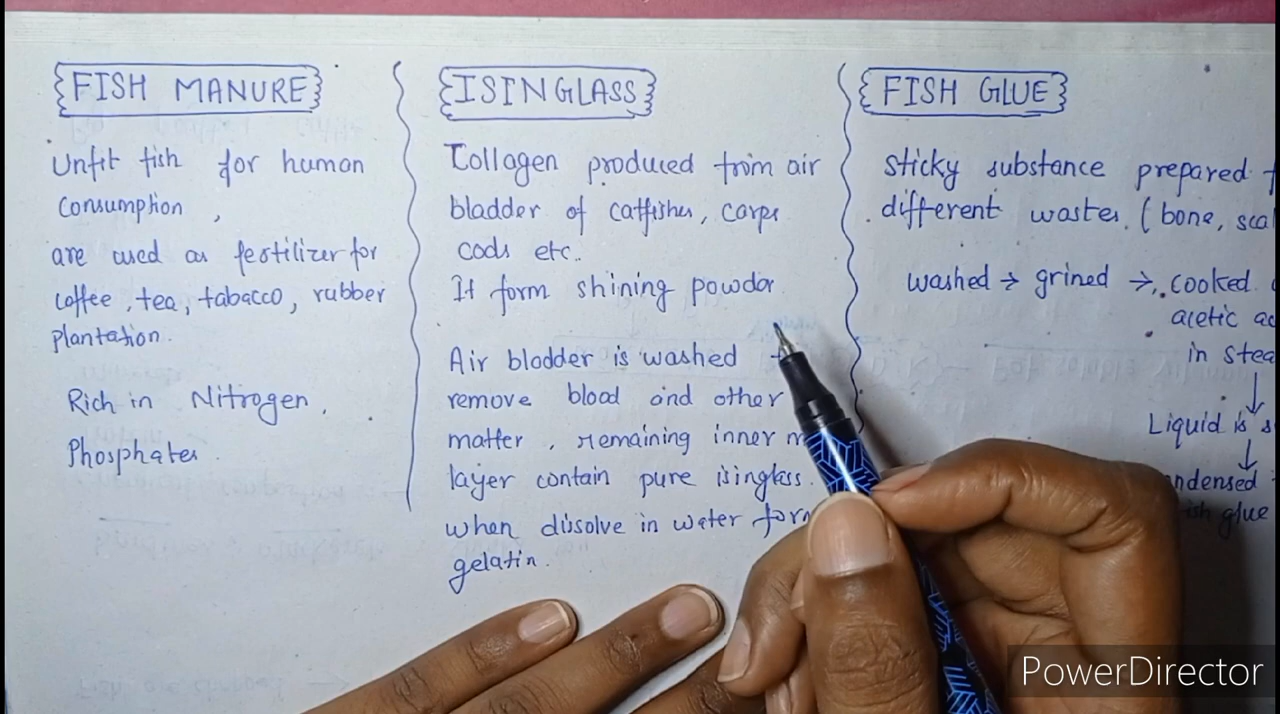 FISH MANURE
Unfit fish for human
consumption ,
are used as fertilizer for
coffee, tea, tabacco, rubber
plantation.
Rich in Nitrogen,
Phosphates.
ISINGLASS
Collagen produced from air
bladder of catfishes, carps
cods etc..
It form shining powder
Air bladder is washed
remove blood and other
matter, remaining inner
layer contain pure isinglass.
when dissolve in water form
gelatin.
FISH GLUE
sticky substance prepared
different wastes. (bone,
washed → grined → cooked
acetic
in
↓
Liquid is
↓
glue
PowerDirector